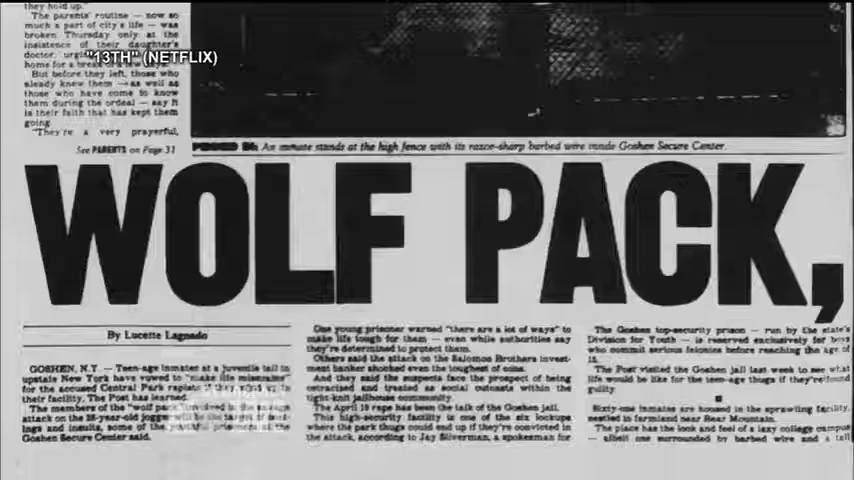 they hold up."
The parents' routine — now so
much a part of city's life — was
broken Thursday only at the
insistence of their daughter's
doctor,
"13TH" (NETFLIX)
home for a break of a few days.
But before they left, those who
already knew them — as well as
those who have come to know
them during the ordeal — say it
is their faith that has kept them
going.
"They're a very prayerful,
See PARENTS on Page 31
An inmate stands at the high fence with its razor-sharp barbed wire inside Goshen Secure Center.
WOLF PACK,
By Lucette Lagnado
GOSHEN, N.Y. — Teen-age inmates at a juvenile jail in
upstate New York have vowed to "make life miserable"
for the accused Central Park rapists if they wind up in
their facility, The Post has learned.
The members of the "wolf pack" involved in the savage
attack on the 28-year-old jogger will be the target of
and insults, some of the youthful prisoners at the
Goshen Secure Center said.
One young prisoner warned "there are a lot of ways" to
make life tough for them — even while authorities say
they're determined to protect them.
Others said the attack on the Salomon Brothers invest-
ment banker shocked even the toughest of cons.
And they said the suspects face the prospect of being
ostracised and treated as social outcasts within the
tight-knit jailhouse community.
The April 19 rape has been the talk of the Goshen jail.
This high-security facility — is one of six lockups
where the park thugs could end up if they're convicted in
the attack, according to Jay Silverman, a spokesman for
The Goshen top-security prison — run by the state's
Division for Youth — is reserved exclusively for boys
who commit serious felonies before reaching the age of
The Post visited the Goshen jail last week to see what
life would be like for the teen-age thugs if they're found
guilty
Sixty-one inmates are housed in the sprawling facility,
nestled in farmland near Bear Mountain.
The place has the look and feel of a lazy college campus
— albeit one surrounded by barbed wire and a tall